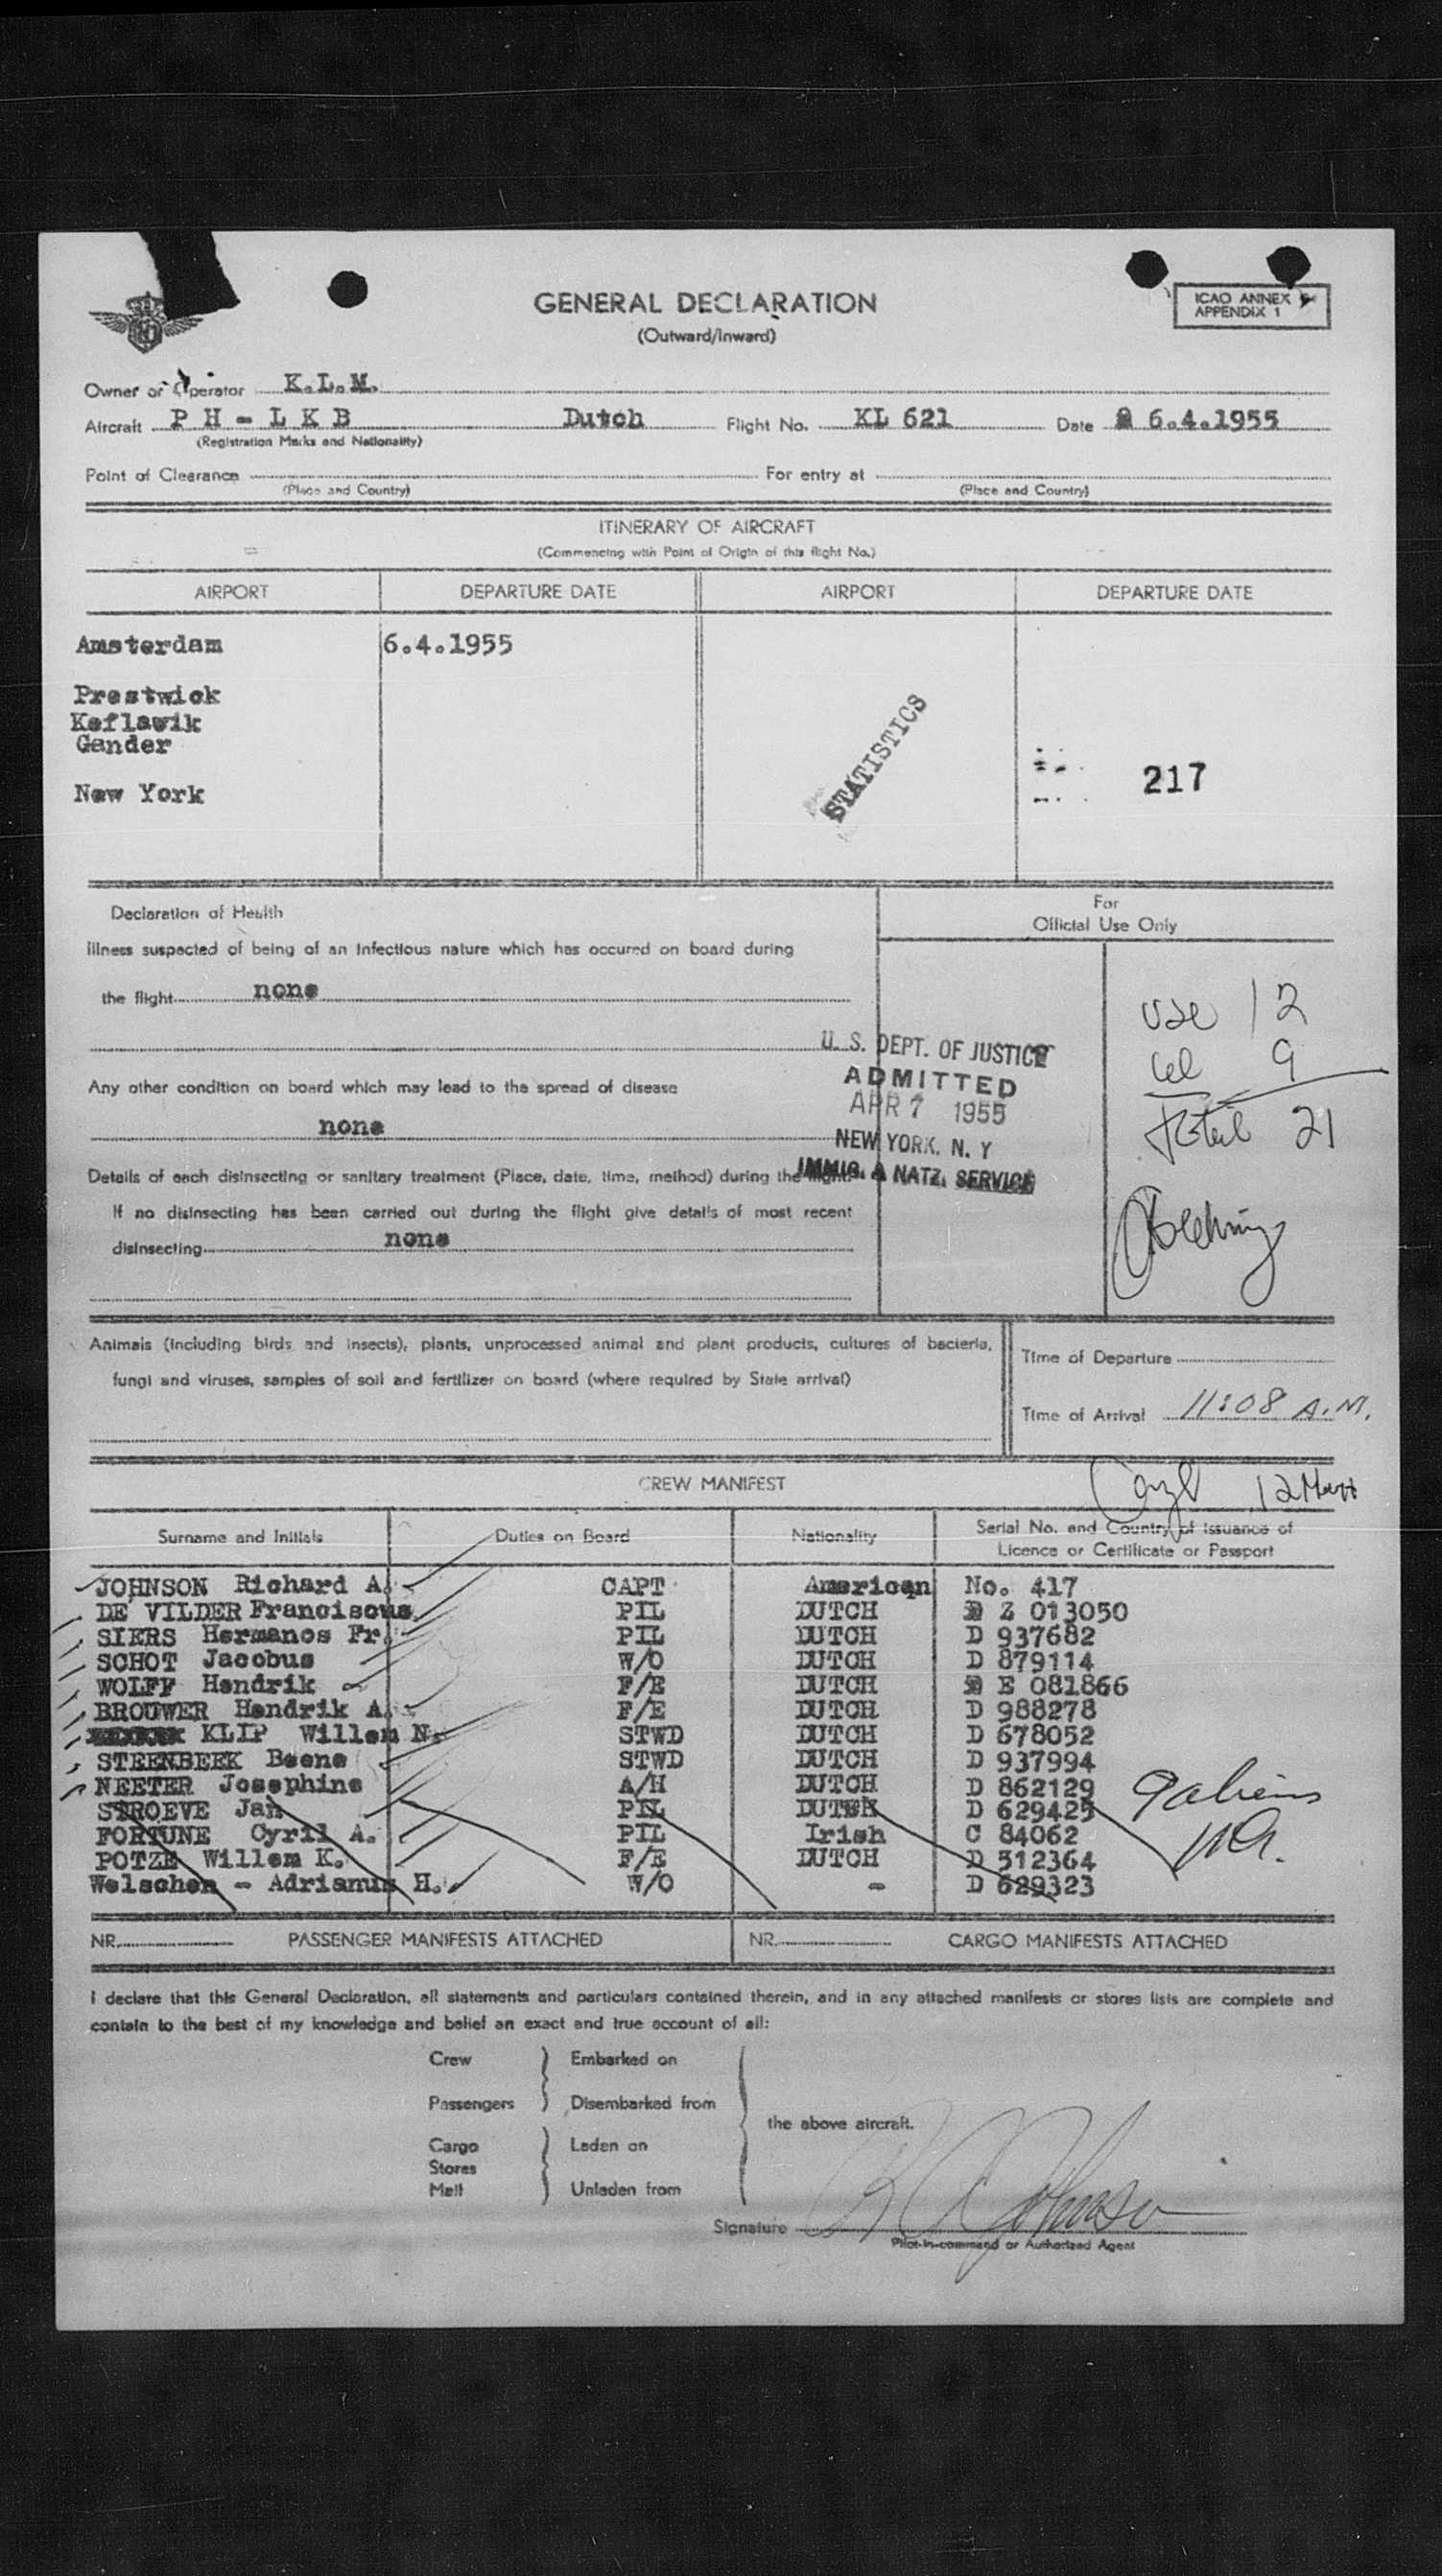 GENERAL DECLARATION
(Outward/Inward)
ICAO ANNEX
APPENDIX 1
Owner or Operator K.L.M.
Aircraft P H - L K B Dutch Flight No. KL 621 Date 6.4.1955
(Registration Marks and Nationality)
Point of Clearance For entry at
(Place and Country) (Place and Country)
ITINERARY OF AIRCRAFT
(Commencing with Point of Origin of this flight No.)
AIRPORT DEPARTURE DATE AIRPORT DEPARTURE DATE
Amsterdam 6.4.1955
Prestwick
Keflawik
Gander
New York
STATISTICS
217
Declaration of Health
For
Official Use Only
Illness suspected of being of an infectious nature which has occured on board during
the flight none
use 12
9
Total 21
U. S. DEPT. OF JUSTICE
ADMITTED
APR 7 1955
NEW YORK, N. Y
IMMIG. & NATZ. SERVICE
Any other condition on board which may lead to the spread of disease
none
Details of each disinsecting or sanitary treatment (Place, date, time, method) during the flight.
If no disinsecting has been carried out during the flight give details of most recent
disinsecting none
Animals (including birds and insects), plants, unprocessed animal and plant products, cultures of bacteria,
fungi and viruses, samples of soil and fertilizer on board (where required by State arrival)
Time of Departure
Time of Arrival 11:08 A.M.
CREW MANIFEST
Surname and Initials Duties on Board Nationality Serial No. and Country of Issuance of
Licence or Certificate or Passport
JOHNSON Richard A. CAPT American No. 417
DE VILDER Franciscus PIL DUTCH Z 013050
SIERS Hermanos Fr. PIL DUTCH D 937682
SCHOT Jacobus W/O DUTCH D 879114
WOLFF Hendrik F/E DUTCH E 081866
BROUWER Hendrik A. F/E DUTCH D 988278
KLIP Willem N. STWD DUTCH D 678052
STEENBEEK Beene STWD DUTCH D 937994
NEETER Josephine A/H DUTCH D 862129
STROEVE Jan PIL DUTCH D 629425
FORTUNE Cyril A. PIL Irish C 84062
POTZE Willem K. F/E DUTCH D 512364
Welschen - Adrianus H. W/O - D 629323
9 aliens
NR. PASSENGER MANIFESTS ATTACHED NR. CARGO MANIFESTS ATTACHED
I declare that this General Declaration, all statements and particulars contained therein, and in any attached manifests or stores lists are complete and
contain to the best of my knowledge and belief an exact and true account of all:
Crew Embarked on
Passengers Disembarked from
the above aircraft.
Cargo Laden on
Stores
Mail Unladen from
Signature R A Johnson
Pilot-in-command or Authorized Agent